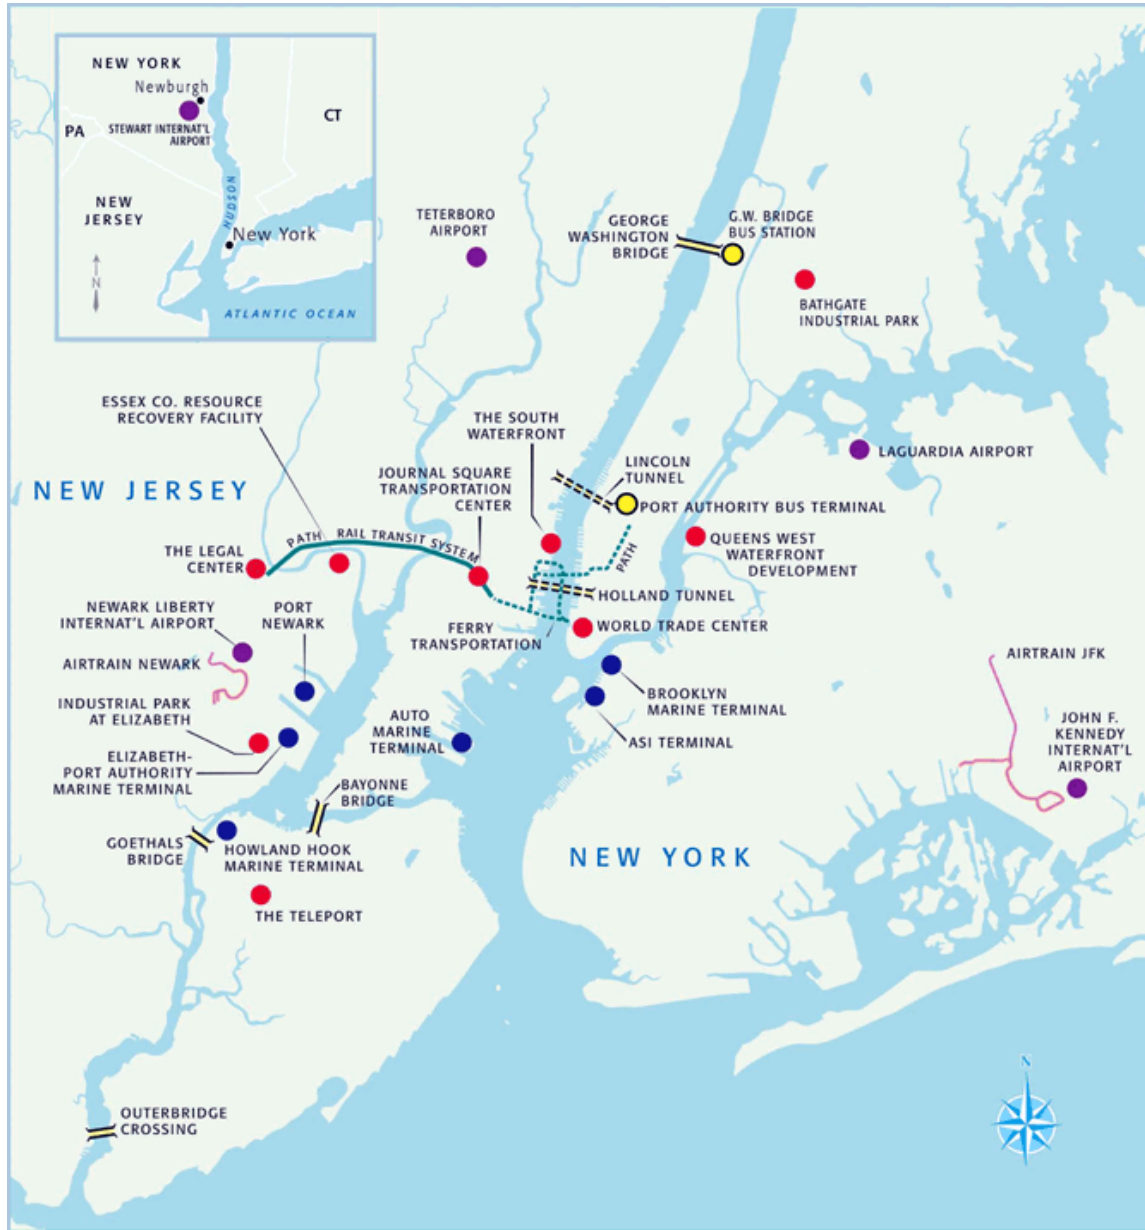 NEW YORK
Newburgh
PA
CT
STEWART INTERNAT'L
AIRPORT
NEW
JERSEY
HUDSON
New York
N
ATLANTIC OCEAN
TETERBORO
AIRPORT
GEORGE
WASHINGTON
BRIDGE
G.W. BRIDGE
BUS STATION
BATHGATE
INDUSTRIAL PARK
ESSEX CO. RESOURCE
RECOVERY FACILITY
THE SOUTH
WATERFRONT
LINCOLN
TUNNEL
LAGUARDIA AIRPORT
NEW JERSEY
JOURNAL SQUARE
TRANSPORTATION
CENTER
PORT AUTHORITY BUS TERMINAL
PATH RAIL TRANSIT SYSTEM
PATH
QUEENS WEST
WATERFRONT
DEVELOPMENT
THE LEGAL
CENTER
HOLLAND TUNNEL
NEWARK LIBERTY
INTERNAT'L AIRPORT
PORT
NEWARK
FERRY
TRANSPORTATION
WORLD TRADE CENTER
AIRTRAIN NEWARK
AIRTRAIN JFK
BROOKLYN
MARINE TERMINAL
INDUSTRIAL PARK
AT ELIZABETH
AUTO
MARINE
TERMINAL
ASI TERMINAL
JOHN F.
KENNEDY
INTERNAT'L
AIRPORT
ELIZABETH-
PORT AUTHORITY
MARINE TERMINAL
BAYONNE
BRIDGE
GOETHALS
BRIDGE
HOWLAND HOOK
MARINE TERMINAL
NEW YORK
THE TELEPORT
N
OUTERBRIDGE
CROSSING